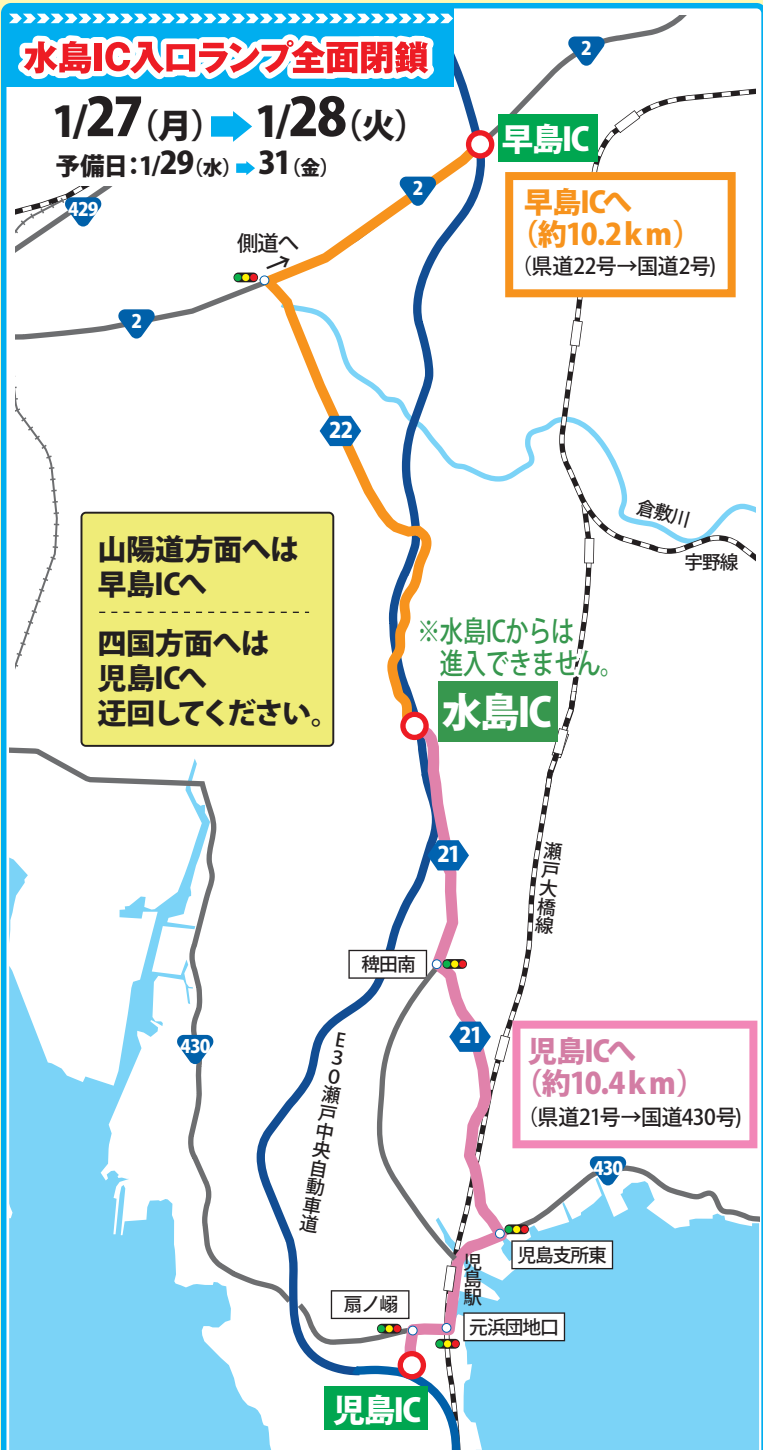 水島IC入口ランプ全面閉鎖
1/27(月)➡1/28(火)
予備日:1/29(水)➡31(金)
2
早島IC
429
2
側道へ
早島ICへ
(約10.2km)
(県道22号→国道2号)
2
22
倉敷川
宇野線
山陽道方面へは
早島ICへ
四国方面へは
児島ICへ
迂回してください。
※水島ICからは
進入できません。
水島IC
21
瀬戸大橋線
稗田南
21
430
E30瀬戸中央自動車道
児島ICへ
(約10.4km)
(県道21号→国道430号)
430
児島支所東
児島駅
扇ノ嵶
元浜団地口
児島IC